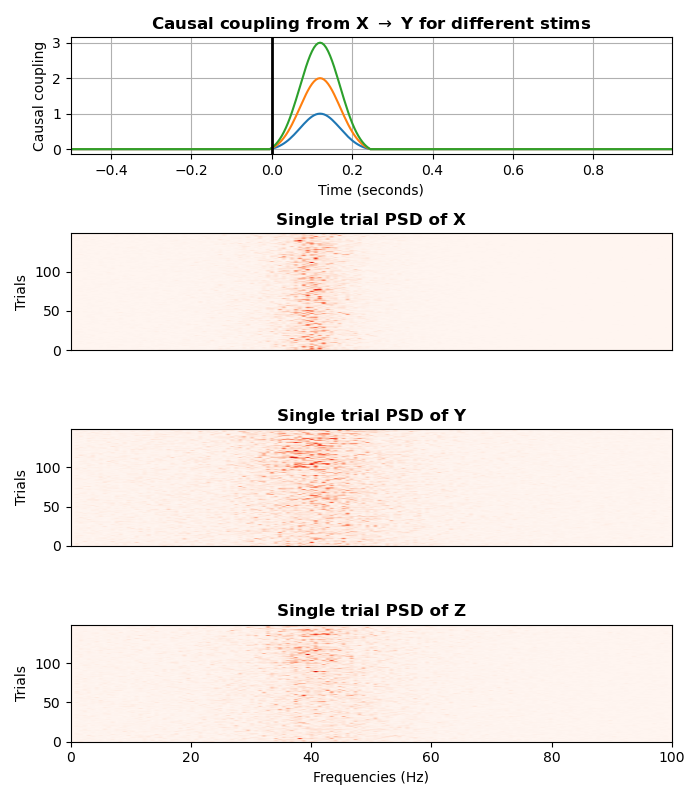 Causal coupling from X → Y for different stims
Causal coupling
3
2
1
0
−0.4 −0.2 0.0 0.2 0.4 0.6 0.8
Time (seconds)
Single trial PSD of X
Trials
100
50
0
Single trial PSD of Y
Trials
100
50
0
Single trial PSD of Z
Trials
100
50
0
0 20 40 60 80 100
Frequencies (Hz)